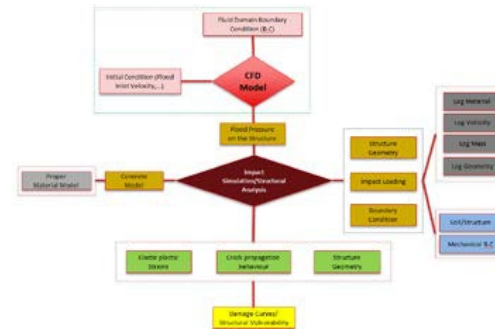 Fluid Domain Boundary
Condition (B.C)
Initial Condition (Flood
Inlet Velocity,...)
CFD
Model
Flood Pressure
on the Structure
Proper
Material Model
Concrete
Model
Impact
Simulation/Structural
Analysis
Structure
Geometry
Impact Loading
Boundary
Condition
Log Material
Log Velocity
Log Mass
Log Geometry
Soil/Structure
Mechanical B.C
Elastic plastic
Strains
Crack propagation
Behaviour
Structure
Geometry
Damage Curves/
Structural Vulnerability